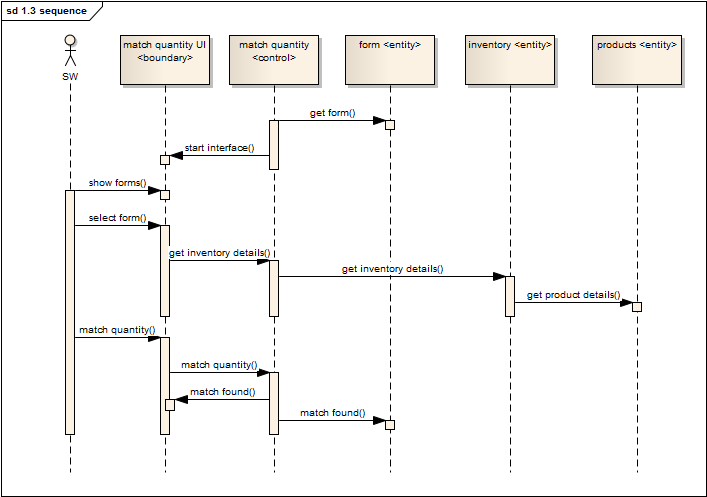 sd 1.3 sequence
SW
match quantity UI
<boundary>
match quantity
<control>
form <entity>
inventory <entity>
products <entity>
get form()
start interface()
show forms()
select form()
get inventory details()
get inventory details()
get product details()
match quantity()
match quantity()
match found()
match found()